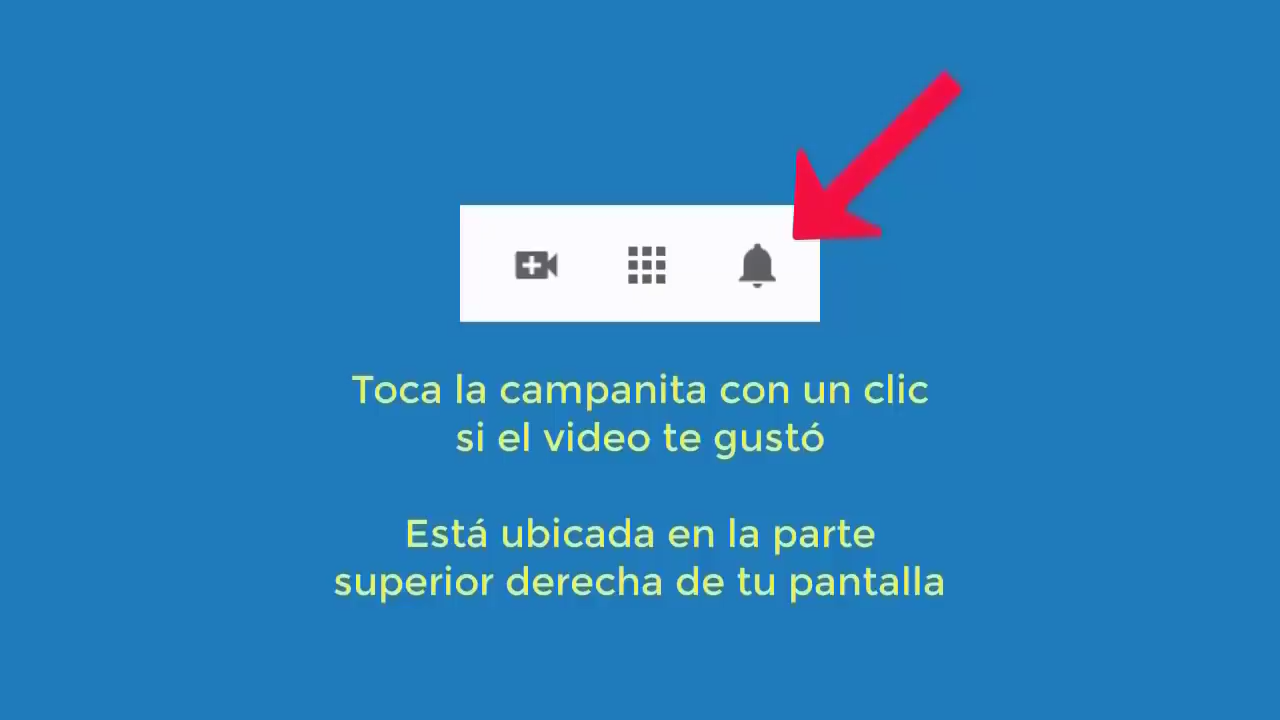 Toca la campanita con un clic
si el video te gustó
Está ubicada en la parte
superior derecha de tu pantalla